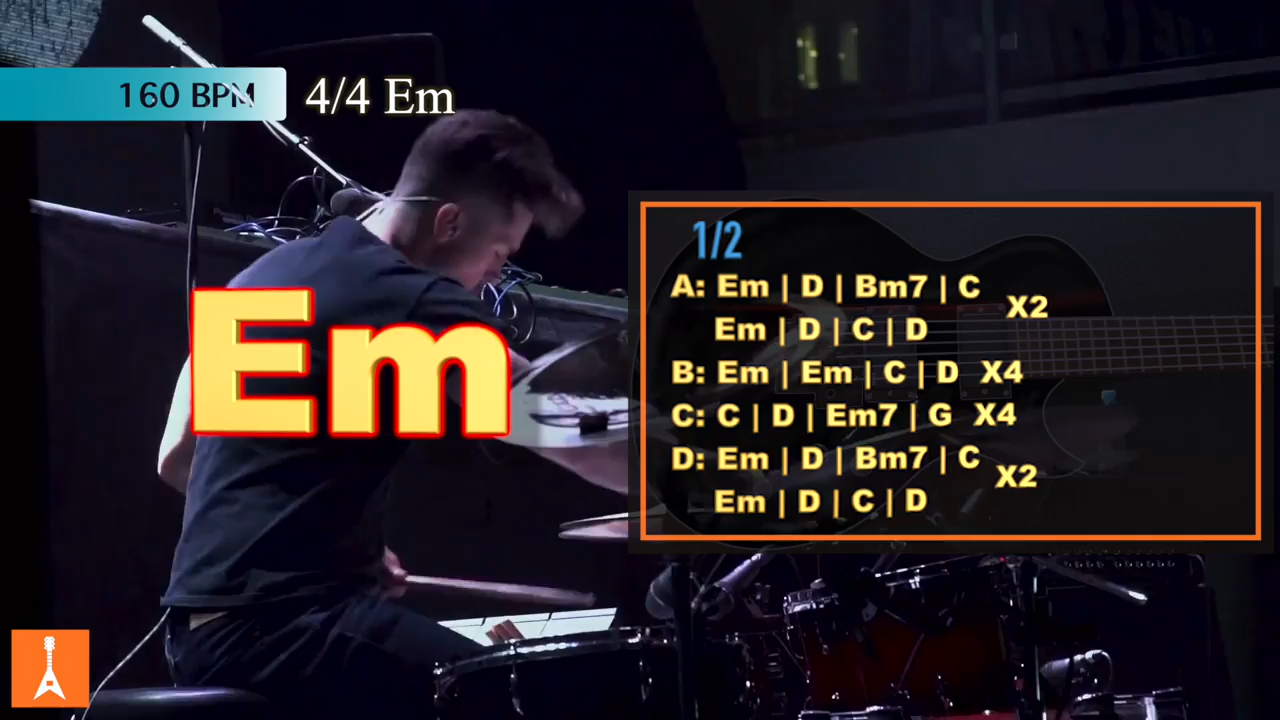 160 BPM
4/4 Em
Em
1/2
A: Em | D | Bm7 | C
X2
Em | D | C | D
B: Em | Em | C | D X4
C: C | D | Em7 | G X4
D: Em | D | Bm7 | C
X2
Em | D | C | D